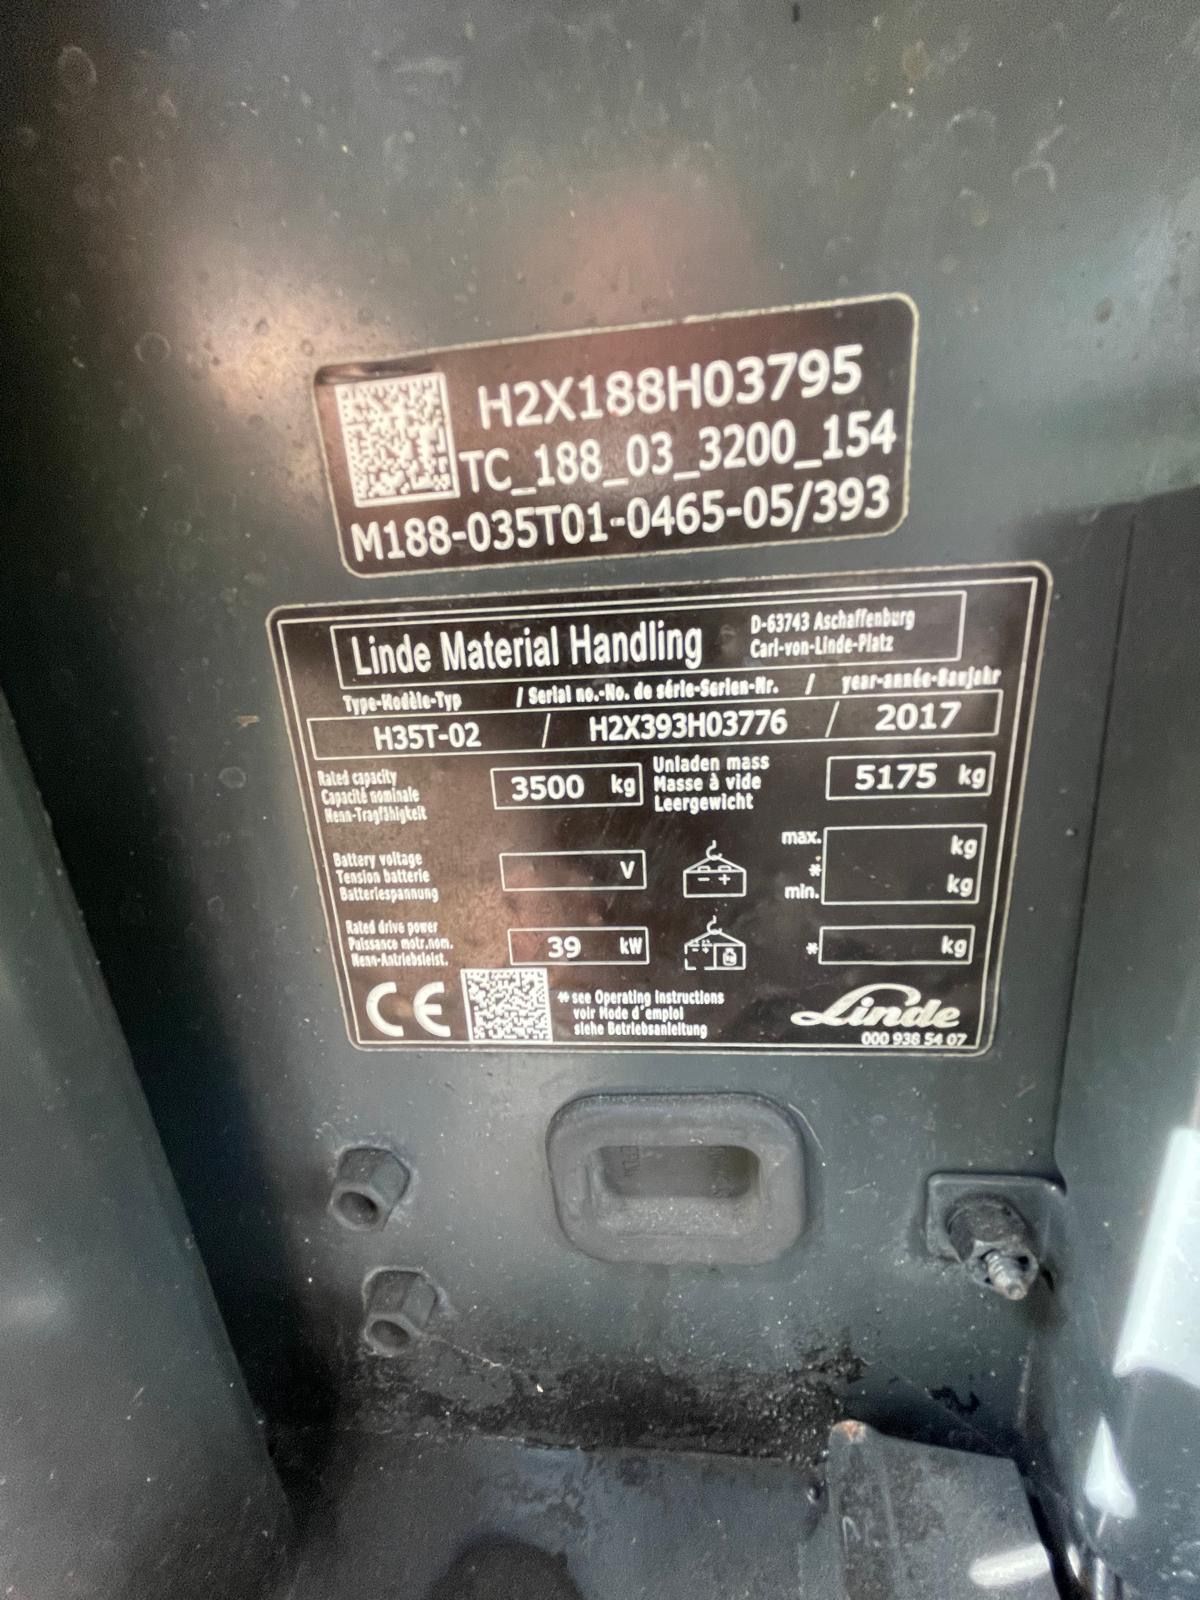 H2X188H03795
TC_188_03_3200_154
M188-035T01-0465-05/393
Linde Material Handling
D-63743 Aschaffenburg
Carl-von-Linde-Platz
Type-Modèle-Typ / Serial no.-No. de série-Serien-Nr. / year-année-Baujahr
H35T-02 / H2X393H03776 / 2017
Rated capacity
Capacité nominale
Nenn-Tragfähigkeit
3500 kg
Unladen mass
Masse à vide
Leergewicht
5175 kg
Battery voltage
Tension batterie
Batteriespannung
V
- +
max. kg
*
min. kg
Rated drive power
Puissance motr.nom.
Nenn-Antriebsleist.
39 kW
- +
kg
* kg
CE
* see Operating Instructions
voir Mode d'emploi
siehe Betriebsanleitung
Linde
000 938 54 07